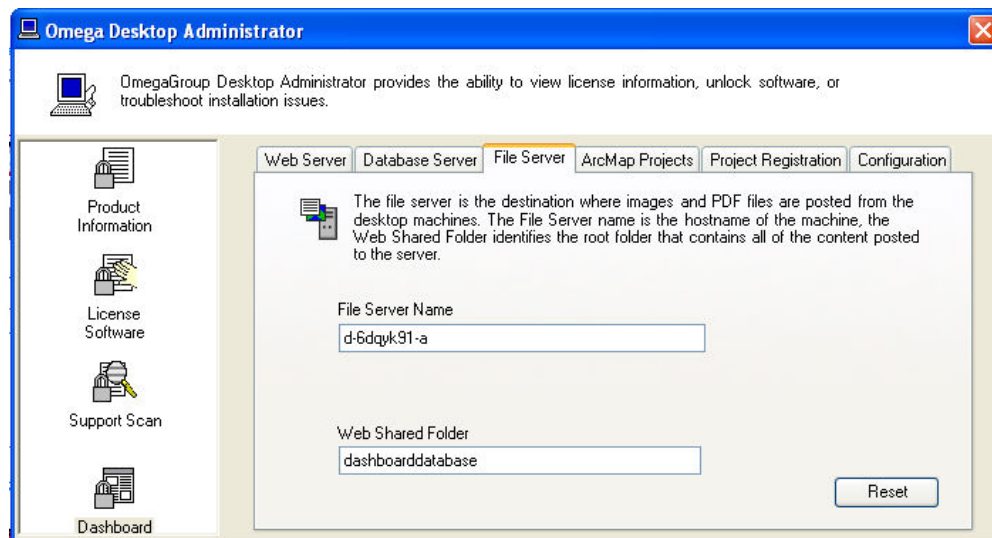 Omega Desktop Administrator
OmegaGroup Desktop Administrator provides the ability to view license information, unlock software, or
troubleshoot installation issues.
Product
Information
License
Software
Support Scan
Dashboard
Web Server Database Server File Server ArcMap Projects Project Registration Configuration
The file server is the destination where images and PDF files are posted from the
desktop machines. The File Server name is the hostname of the machine, the
Web Shared Folder identifies the root folder that contains all of the content posted
to the server.
File Server Name
d-6dqyk91-a
Web Shared Folder
dashboarddatabase
Reset